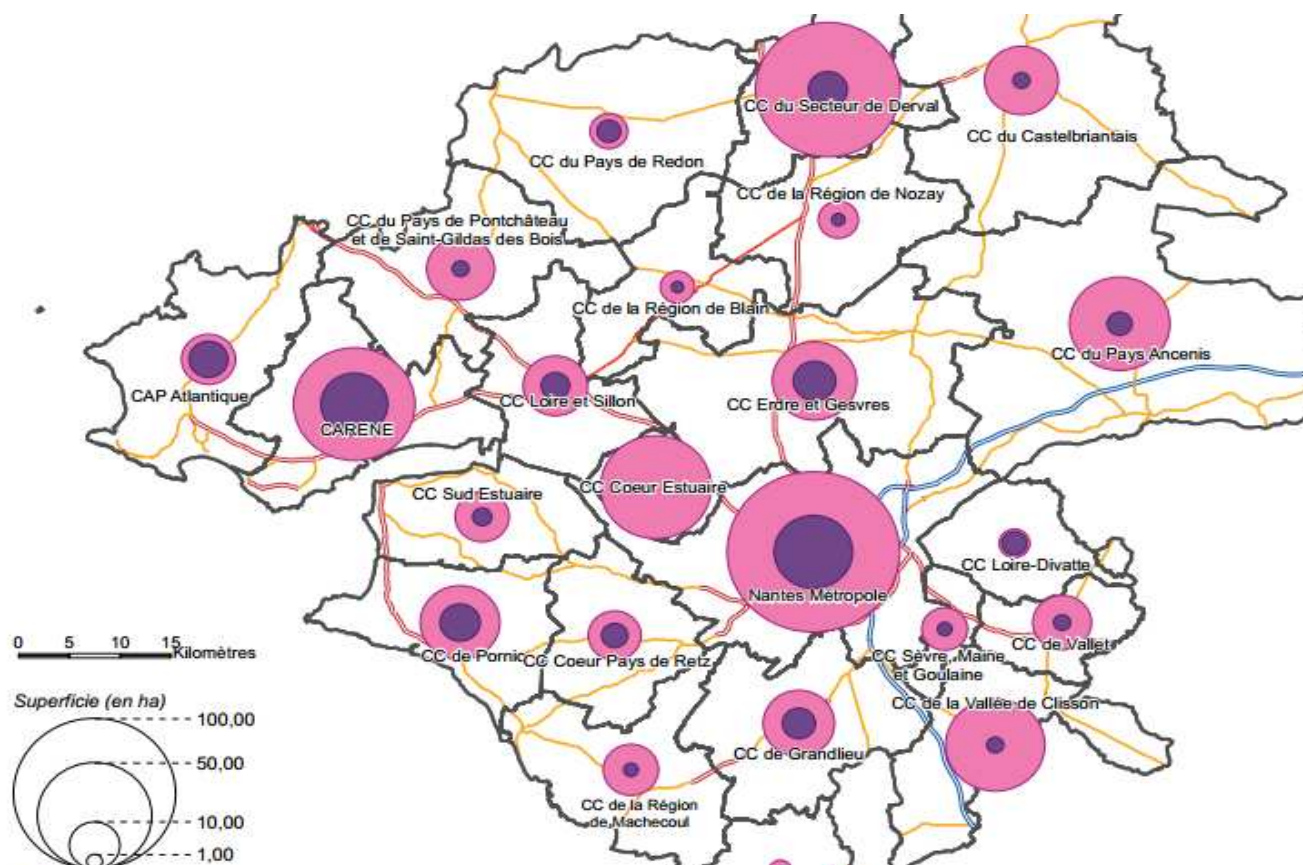 CC du Secteur de Derval
CC du Castelbriantais
CC du Pays de Redon
CC de la Région de Nozay
CC du Pays de Pontchâteau
et de Saint-Gildas des Bois
CC de la Région de Blain
CC du Pays Ancenis
CAP Atlantique
CC Loire et Sillon
CC Erdre et Gesvres
CARENE
CC Sud Estuaire
CC Coeur Estuaire
CC Loire-Divatte
Nantes Métropole
CC de Pornic
CC Coeur Pays de Retz
CC Sèvre, Maine
et Goulaine
CC de Vallet
CC de la Vallée de Clisson
CC de Grandlieu
CC de la Région
de Machecoul
0 5 10 15 Kilomètres
Superficie (en ha)
100,00
50,00
10,00
1,00